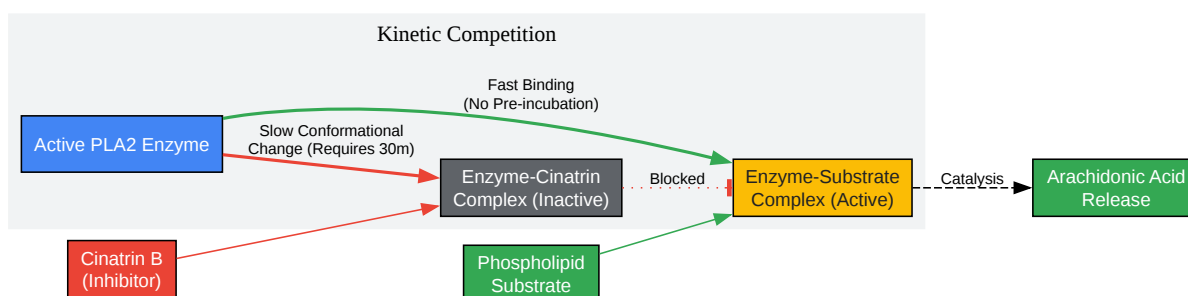 Kinetic Competition
Fast Binding
(No Pre-incubation)
Slow Conformational
Change (Requires 30m)
Active PLA2 Enzyme
Enzyme-Cinatrin
Complex (Inactive)
Blocked
Enzyme-Substrate
Complex (Active)
Catalysis
Arachidonic Acid
Release
Cinatrin B
(Inhibitor)
Phospholipid
Substrate